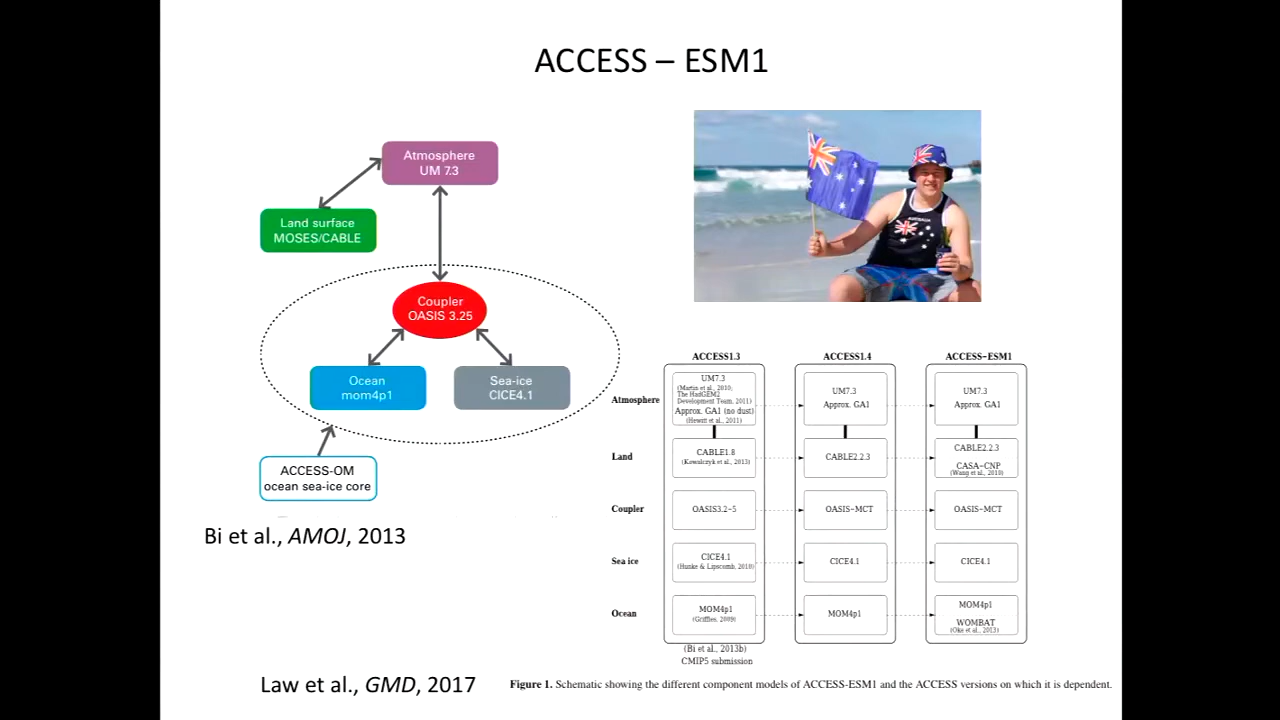 ACCESS – ESM1
Atmosphere
UM 7.3
Land surface
MOSES/CABLE
Coupler
OASIS 3.25
Ocean
mom4p1
Sea-ice
CICE4.1
ACCESS-OM
ocean sea-ice core
Bi et al., AMOJ, 2013
AUSTRALIA
ACCESS1.3
ACCESS1.4
ACCESS-ESM1
Atmosphere
UM7.3
(Martin et al., 2010;
The HadGEM2
Development Team, 2011)
Approx. GA1 (no dust)
(Hewitt et al., 2011)
UM7.3
Approx. GA1
UM7.3
Approx. GA1
Land
CABLE1.8
(Kowalczyk et al., 2013)
CABLE2.2.3
CABLE2.2.3
CASA-CNP
(Wang et al., 2010)
Coupler
OASIS3.2-5
OASIS-MCT
OASIS-MCT
Sea ice
CICE4.1
(Hunke & Lipscomb, 2010)
CICE4.1
CICE4.1
Ocean
MOM4p1
(Griffies, 2009)
MOM4p1
MOM4p1
WOMBAT
(Oke et al., 2013)
(Bi et al., 2013b)
CMIP5 submission
Law et al., GMD, 2017
Figure 1. Schematic showing the different component models of ACCESS-ESM1 and the ACCESS versions on which it is dependent.